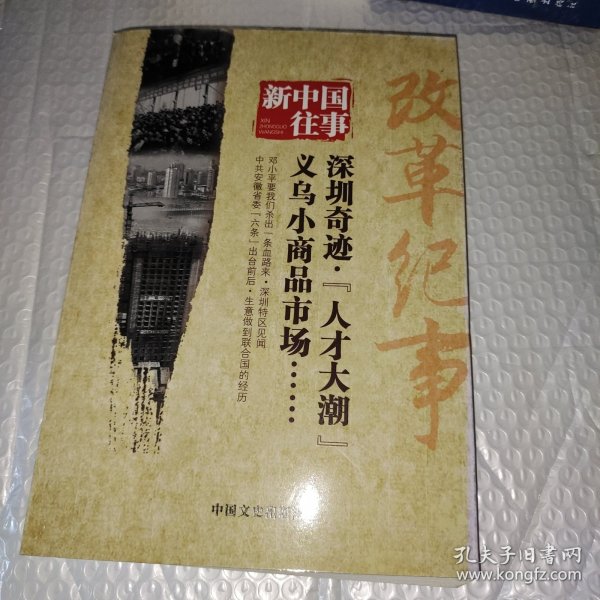 改革纪事
新中国
往事
XIN
ZHONGGUO
WANGSHI
深圳奇迹·『人才大潮』
义乌小商品市场……
邓小平要我们杀出一条血路来·深圳特区见闻
中共安徽省委「六条」出台前后·生意做到联合国的经历
中国文史出版社
孔夫子旧书网
www.kongfz.com